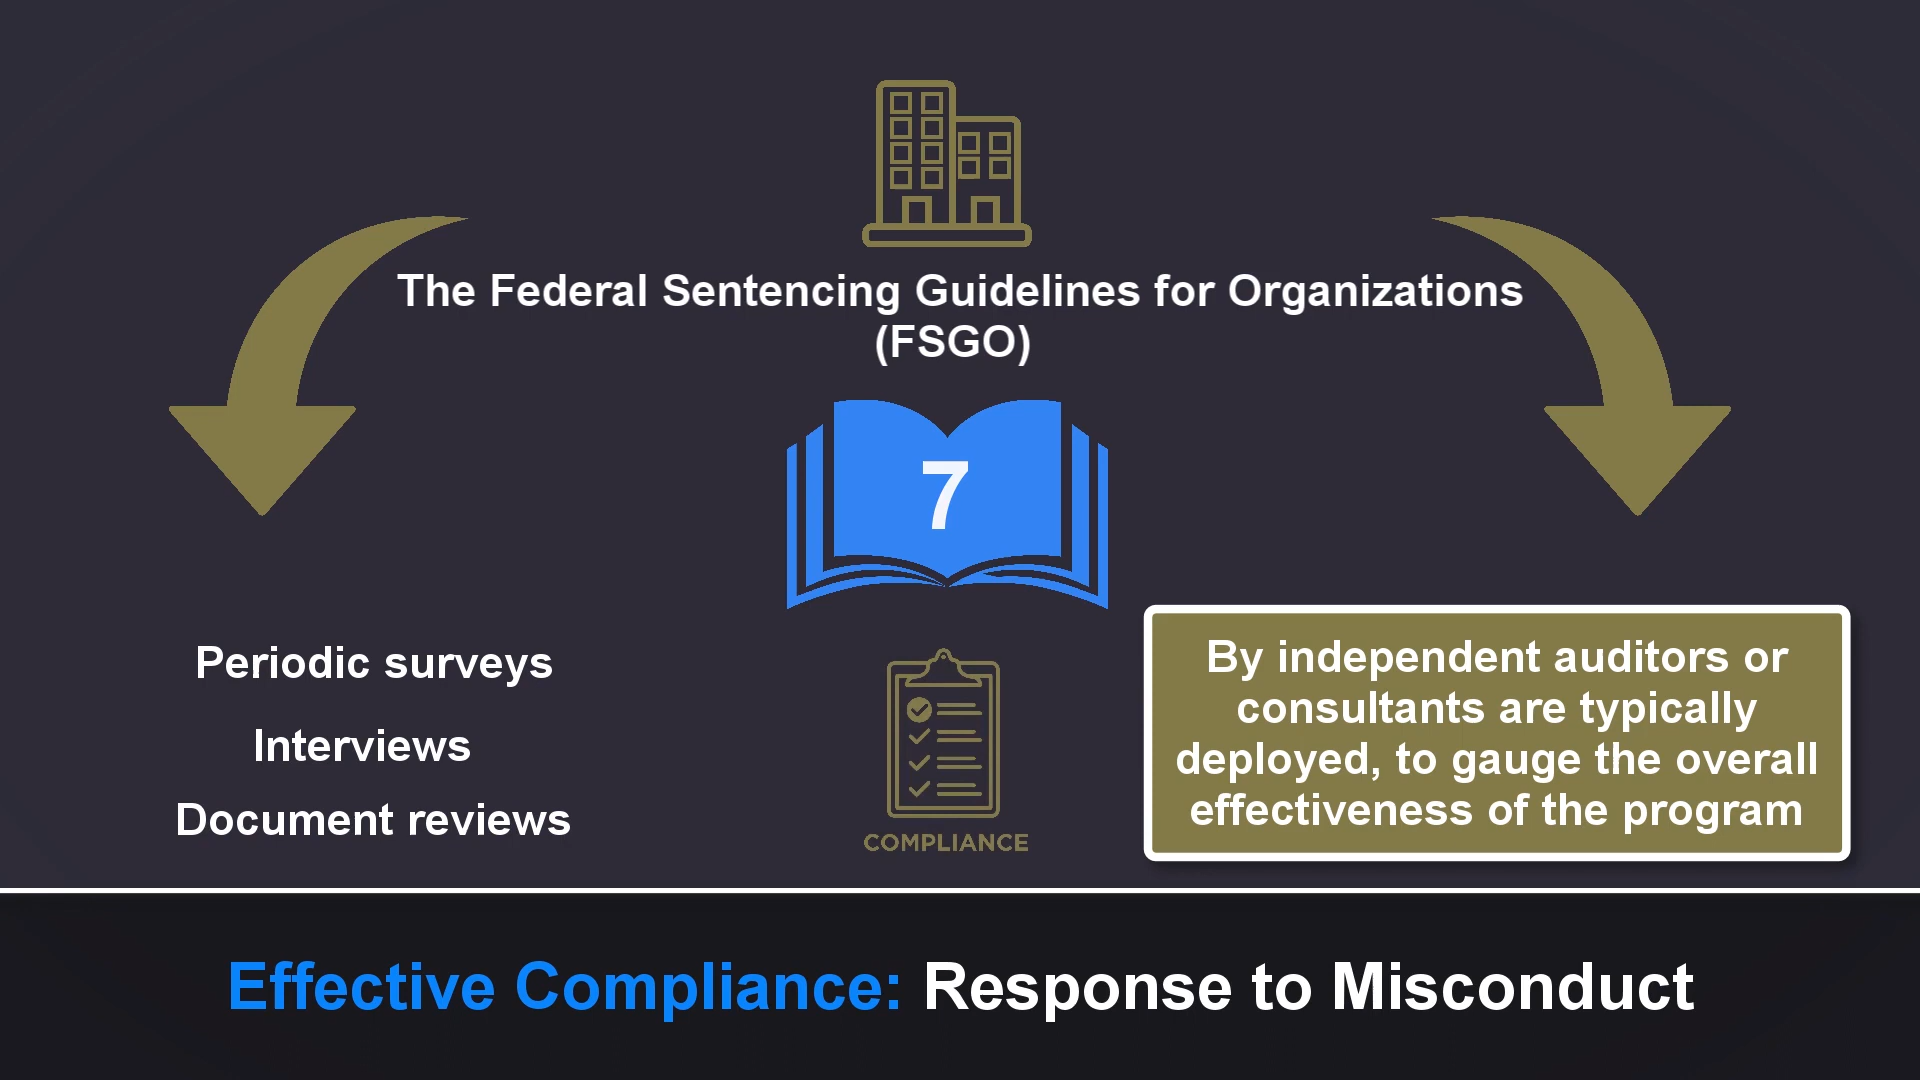 The Federal Sentencing Guidelines for Organizations
(FSGO)
7
Periodic surveys
Interviews
Document reviews
COMPLIANCE
By independent auditors or
consultants are typically
deployed, to gauge the overall
effectiveness of the program
Effective Compliance: Response to Misconduct